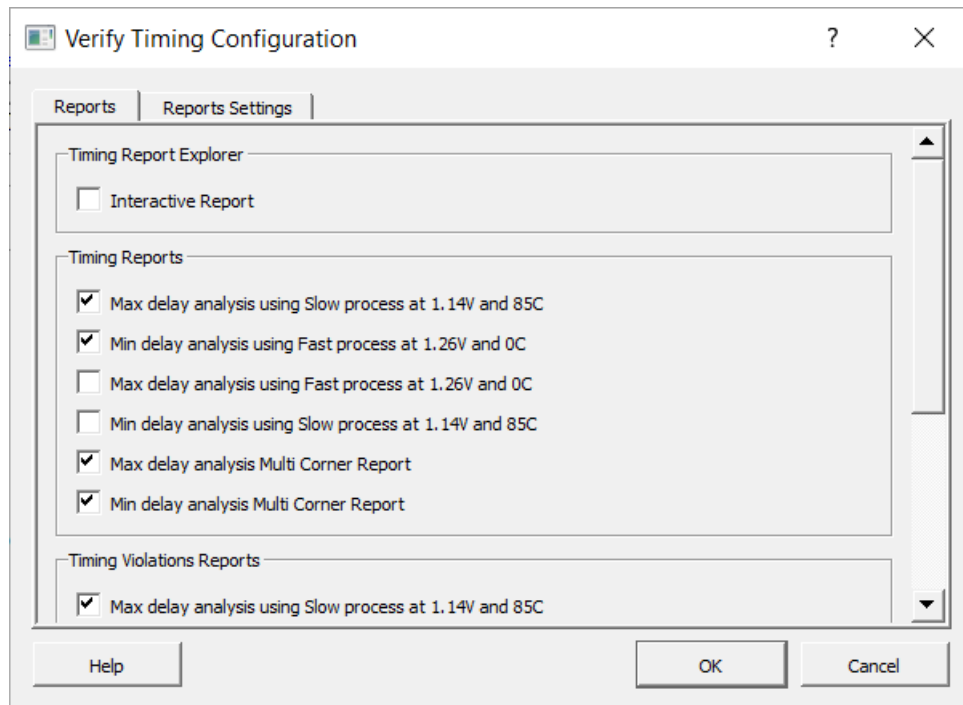 Verify Timing Configuration
?
Reports
Reports Settings
Timing Report Explorer
Interactive Report
Timing Reports
Max delay analysis using Slow process at 1.14V and 85C
Min delay analysis using Fast process at 1.26V and 0C
Max delay analysis using Fast process at 1.26V and 0C
Min delay analysis using Slow process at 1.14V and 85C
Max delay analysis Multi Corner Report
Min delay analysis Multi Corner Report
Timing Violations Reports
Max delay analysis using Slow process at 1.14V and 85C
Help
OK
Cancel